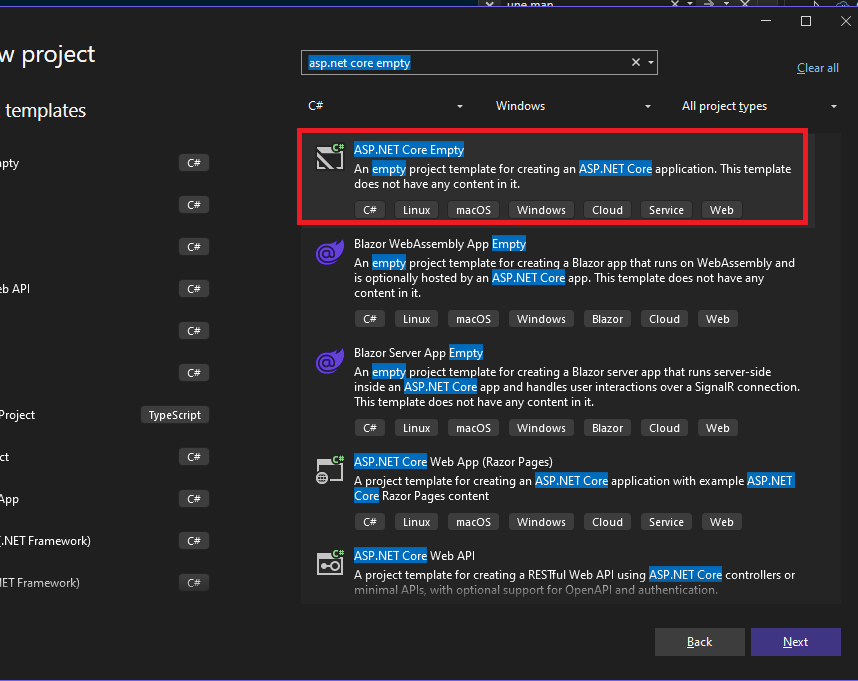 w project
templates
pty
C#
C#
C#
eb API
C#
C#
C#
Project
TypeScript
ct
C#
App
C#
(.NET Framework)
C#
NET Framework)
C#
asp.net core empty
Clear all
C#
Windows
All project types
ASP.NET Core Empty
An empty project template for creating an ASP.NET Core application. This template
does not have any content in it.
C# Linux macOS Windows Cloud Service Web
Blazor WebAssembly App Empty
An empty project template for creating a Blazor app that runs on WebAssembly and
is optionally hosted by an ASP.NET Core app. This template does not have any
content in it.
C# Linux macOS Windows Blazor Cloud Web
Blazor Server App Empty
An empty project template for creating a Blazor server app that runs server-side
inside an ASP.NET Core app and handles user interactions over a SignalR connection.
This template does not have any content in it.
C# Linux macOS Windows Blazor Cloud Web
ASP.NET Core Web App (Razor Pages)
A project template for creating an ASP.NET Core application with example ASP.NET
Core Razor Pages content
C# Linux macOS Windows Cloud Service Web
ASP.NET Core Web API
A project template for creating a RESTful Web API using ASP.NET Core controllers or
minimal APIs, with optional support for OpenAPI and authentication.
Back
Next